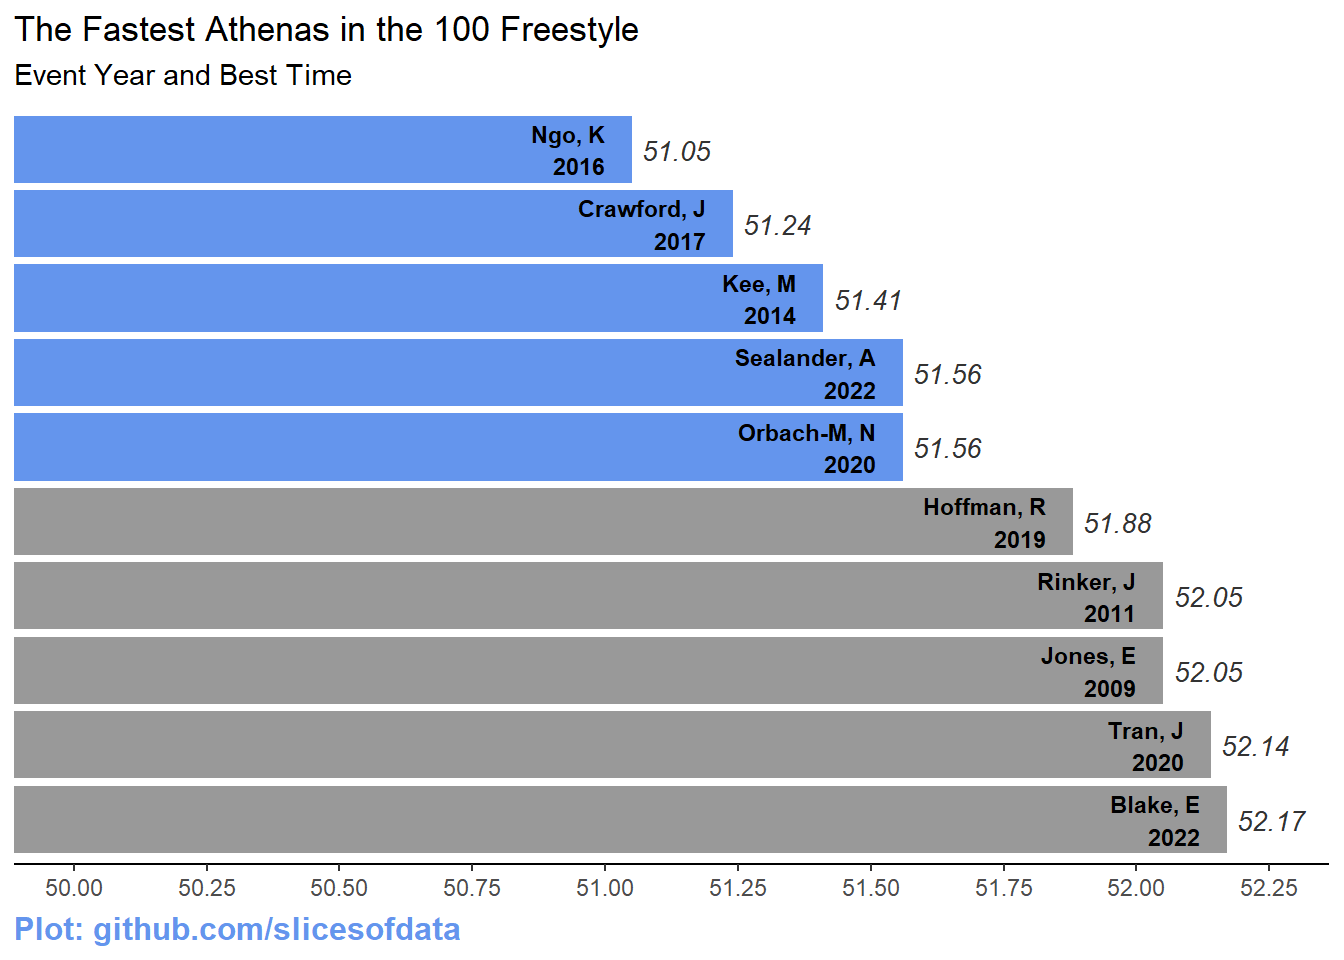 The Fastest Athenas in the 100 Freestyle
Event Year and Best Time
Ngo, K
2016
51.05
Crawford, J
2017
51.24
Kee, M
2014
51.41
Sealander, A
2022
51.56
Orbach-M, N
2020
51.56
Hoffman, R
2019
51.88
Rinker, J
2011
52.05
Jones, E
2009
52.05
Tran, J
2020
52.14
Blake, E
2022
52.17
50.00 50.25 50.50 50.75 51.00 51.25 51.50 51.75 52.00 52.25
Plot: github.com/slicesofdata